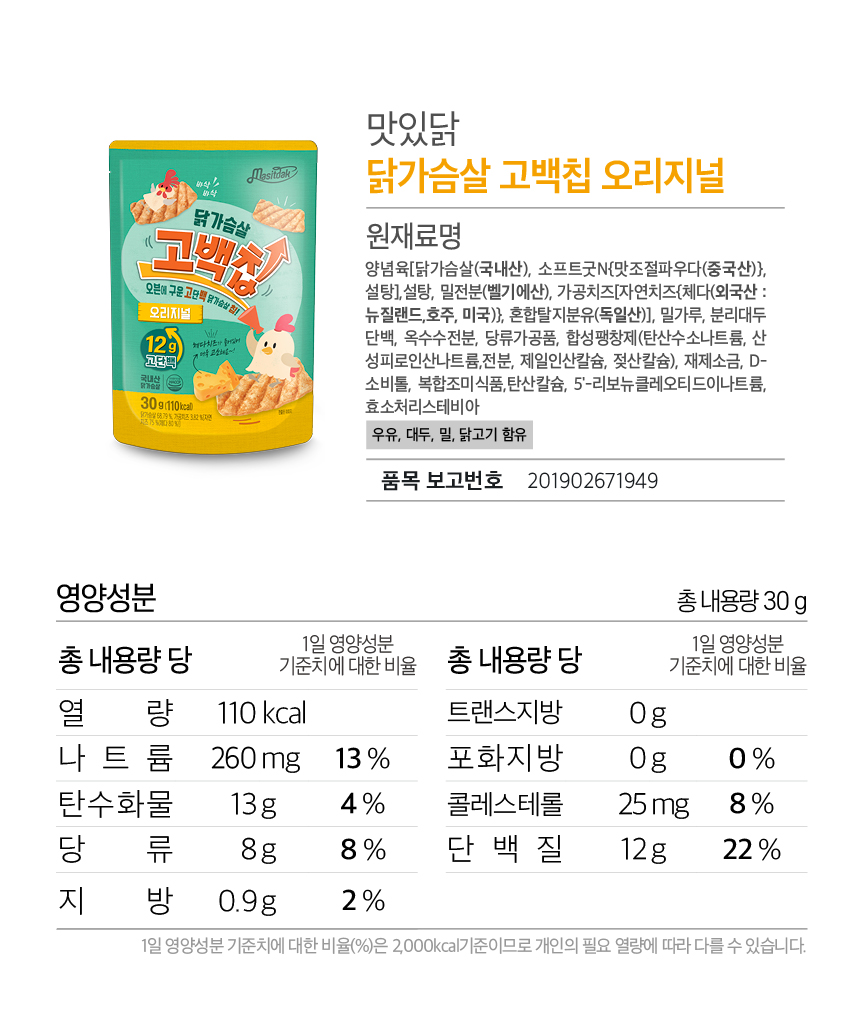 맛있닭
닭가슴살 고백칩 오리지널
Masitdak
바삭
바삭
닭가슴살
고백칩
오븐에 구운 고단백 닭가슴살 칩!
오리지널
12g
고단백
국내산
닭가슴살
30g(110kcal)
원재료명
양념육[닭가슴살(국내산), 소프트굿N{맛조절파우다(중국산)},
설탕],설탕, 밀전분(벨기에산), 가공치즈[자연치즈{체다(외국산 :
뉴질랜드,호주, 미국)}, 혼합탈지분유(독일산)], 밀가루, 분리대두
단백, 옥수수전분, 당류가공품, 합성팽창제(탄산수소나트륨, 산
성피로인산나트륨,전분, 제일인산칼슘, 젖산칼슘), 재제소금, D-
소비톨, 복합조미식품,탄산칼슘, 5'-리보뉴클레오티드이나트륨,
효소처리스테비아
우유, 대두, 밀, 닭고기 함유
품목 보고번호 201902671949
영양성분 총 내용량 30 g
총 내용량 당 1일 영양성분
기준치에 대한 비율
열 량 110 kcal
나 트 륨 260 mg 13 %
탄수화물 13 g 4 %
당 류 8 g 8 %
지 방 0.9 g 2 %
총 내용량 당 1일 영양성분
기준치에 대한 비율
트랜스지방 0 g
포화지방 0 g 0 %
콜레스테롤 25 mg 8 %
단 백 질 12 g 22 %
1일 영양성분 기준치에 대한 비율(%)은 2,000kcal기준이므로 개인의 필요 열량에 따라 다를 수 있습니다.